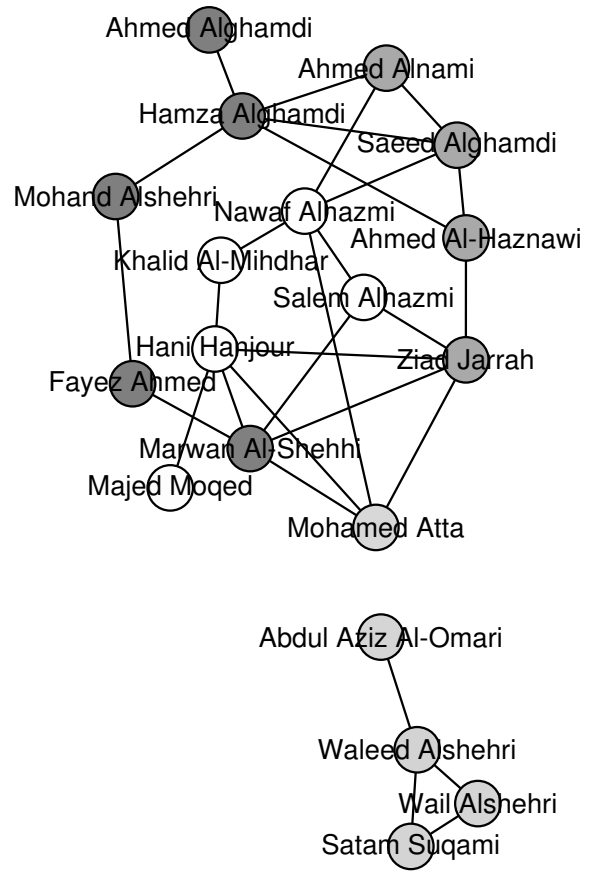 Ahmed Alghamdi
Ahmed Alnami
Hamza Alghamdi
Saeed Alghamdi
Mohand Alshehri
Nawaf Alhazmi
Ahmed Al-Haznawi
Khalid Al-Mihdhar
Salem Alhazmi
Hani Hanjour
Ziad Jarrah
Fayez Ahmed
Marwan Al-Shehhi
Majed Moqed
Mohamed Atta
Abdul Aziz Al-Omari
Waleed Alshehri
Wail Alshehri
Satam Suqami